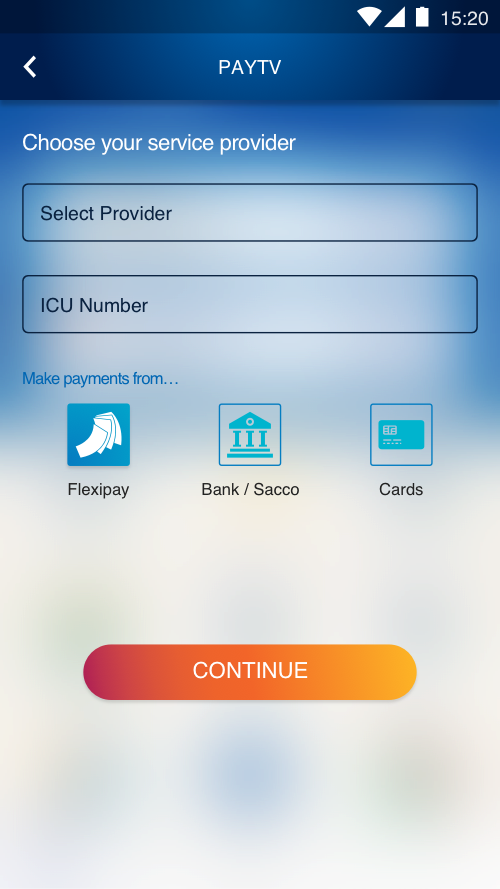 15:20
PAYTV
Choose your service provider
Select Provider
ICU Number
Make payments from...
Flexipay Bank / Sacco Cards
CONTINUE